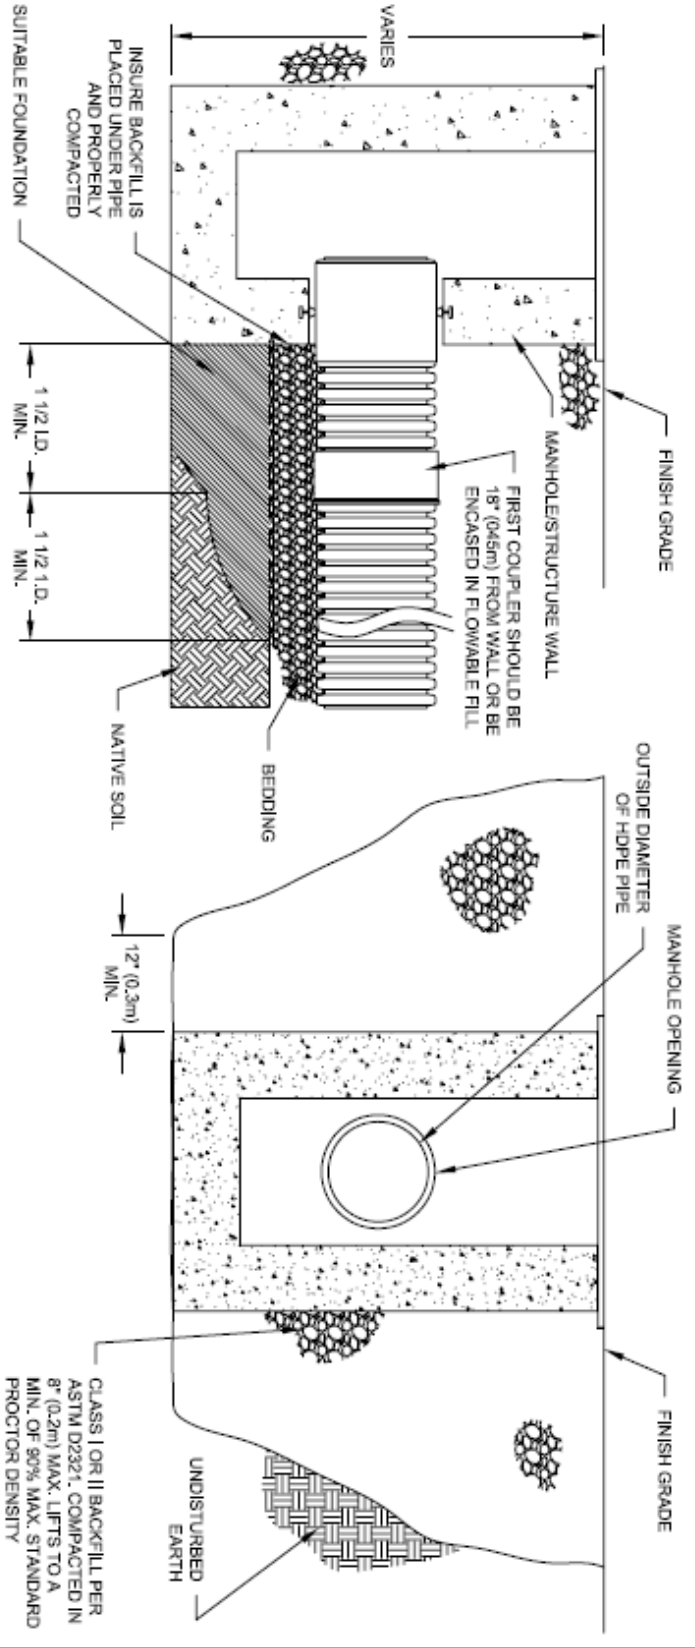 FINISH GRADE
MANHOLE/STRUCTURE WALL
FIRST COUPLER SHOULD BE
18" (045m) FROM WALL OR BE
ENCASED IN FLOWABLE FILL
VARIES
INSURE BACKFILL IS
PLACED UNDER PIPE
AND PROPERLY
COMPACTED
SUITABLE FOUNDATION
1 1/2 I.D.
MIN.
1 1/2 I.D.
MIN.
BEDDING
NATIVE SOIL
OUTSIDE DIAMETER
OF HDPE PIPE
MANHOLE OPENING
FINISH GRADE
12" (0.3m)
MIN.
UNDISTURBED
EARTH
CLASS I OR II BACKFILL PER
ASTM D2321. COMPACTED IN
8" (0.2m) MAX. LIFTS TO A
MIN. OF 90% MAX. STANDARD
PROCTOR DENSITY